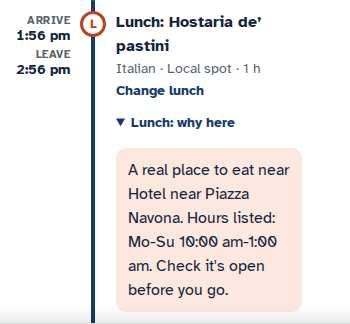 ARRIVE
1:56 pm
LEAVE
2:56 pm
L
Lunch: Hostaria de’
pastini
Italian · Local spot · 1 h
Change lunch
▼ Lunch: why here
A real place to eat near
Hotel near Piazza
Navona. Hours listed:
Mo-Su 10:00 am-1:00
am. Check it's open
before you go.